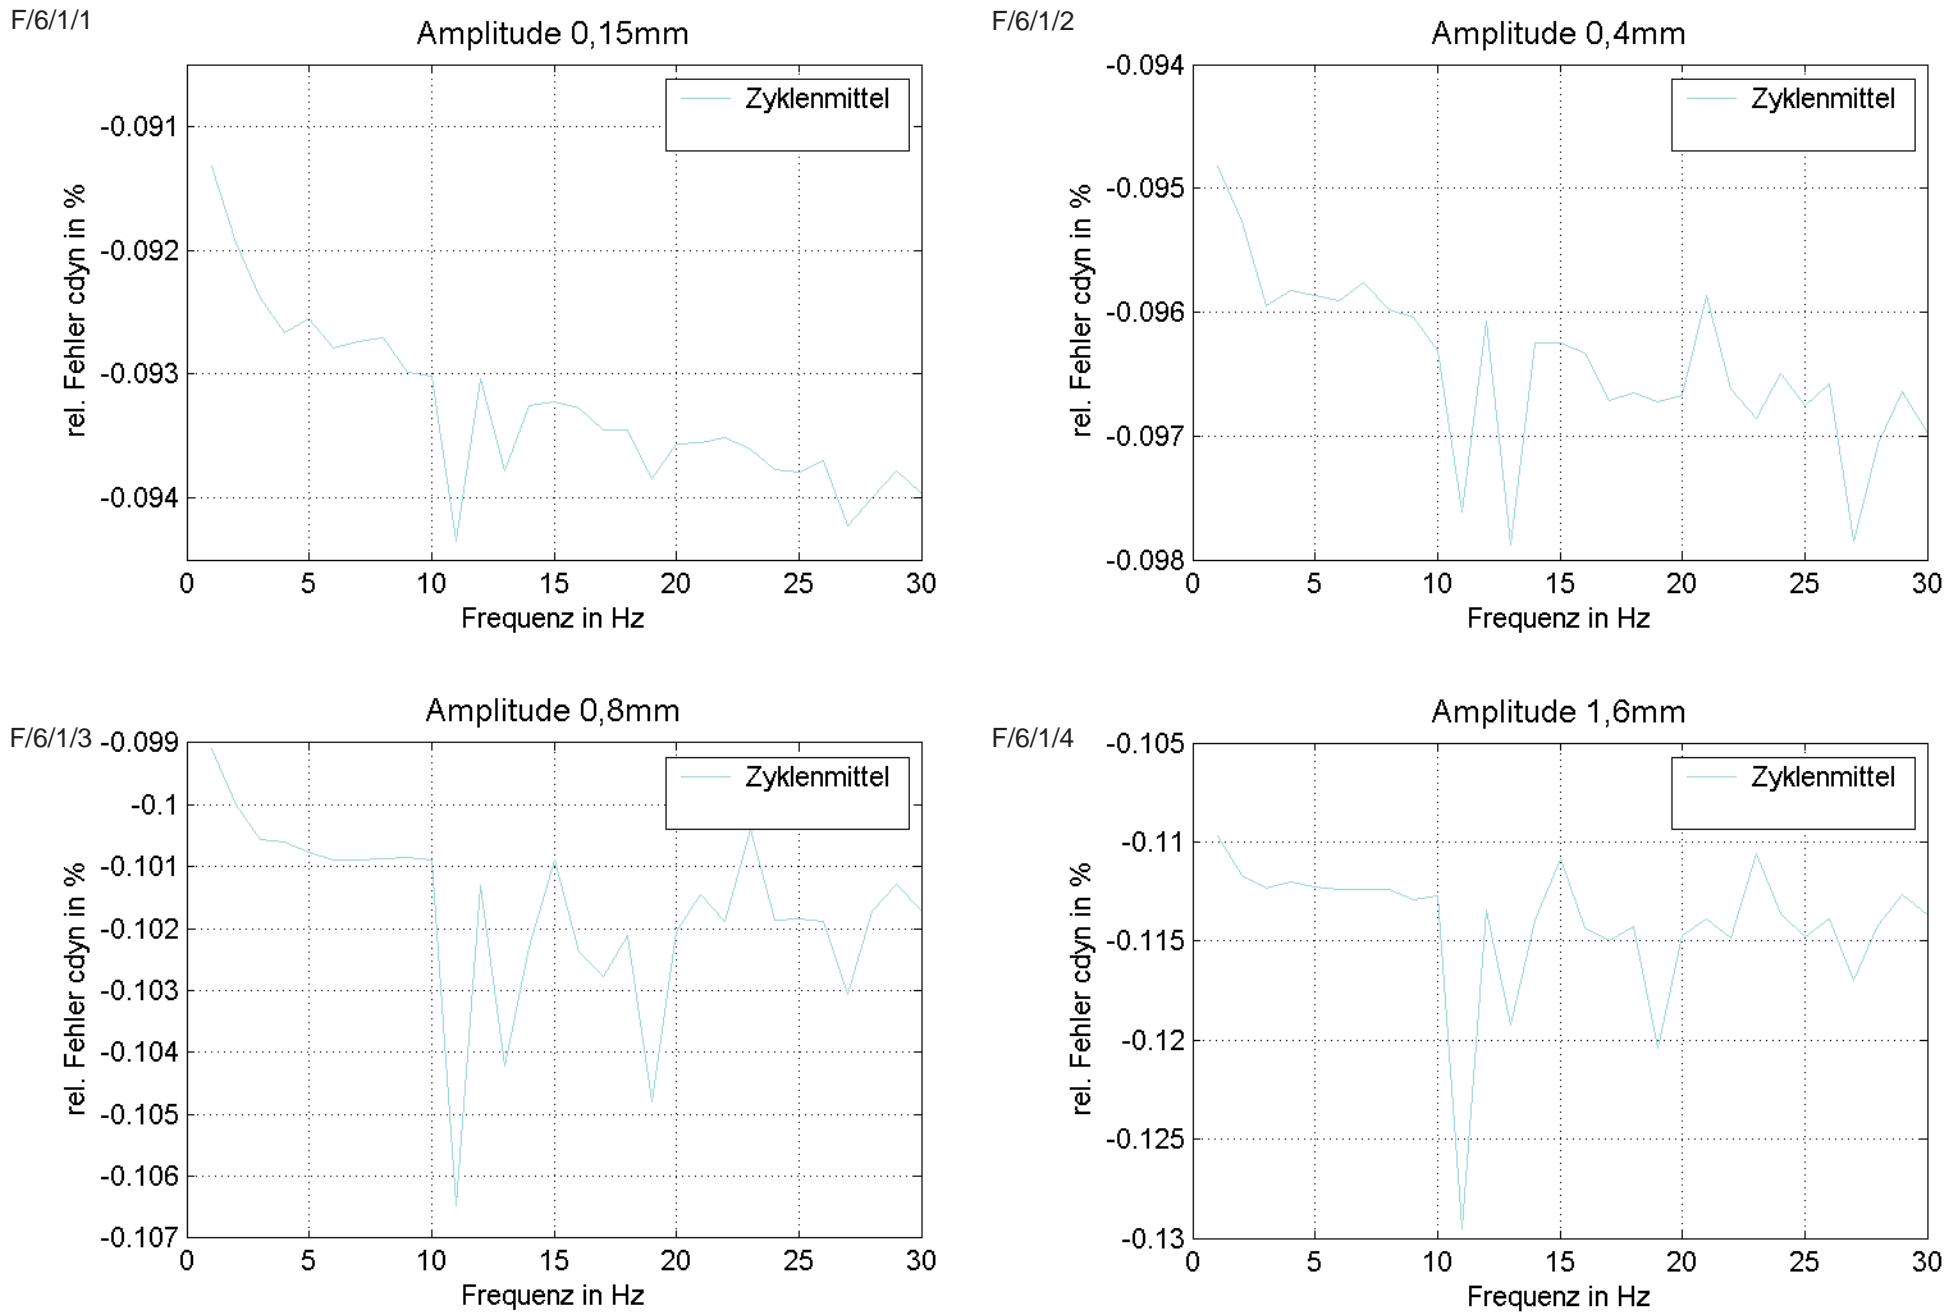 F/6/1/1
Amplitude 0,15mm
Zyklenmittel
-0.091
-0.092
-0.093
-0.094
rel. Fehler cdyn in %
0 5 10 15 20 25 30
Frequenz in Hz
F/6/1/2
Amplitude 0,4mm
Zyklenmittel
-0.094
-0.095
-0.096
-0.097
-0.098
rel. Fehler cdyn in %
0 5 10 15 20 25 30
Frequenz in Hz
F/6/1/3
Amplitude 0,8mm
Zyklenmittel
-0.099
-0.1
-0.101
-0.102
-0.103
-0.104
-0.105
-0.106
-0.107
rel. Fehler cdyn in %
0 5 10 15 20 25 30
Frequenz in Hz
F/6/1/4
Amplitude 1,6mm
Zyklenmittel
-0.105
-0.11
-0.115
-0.12
-0.125
-0.13
rel. Fehler cdyn in %
0 5 10 15 20 25 30
Frequenz in Hz